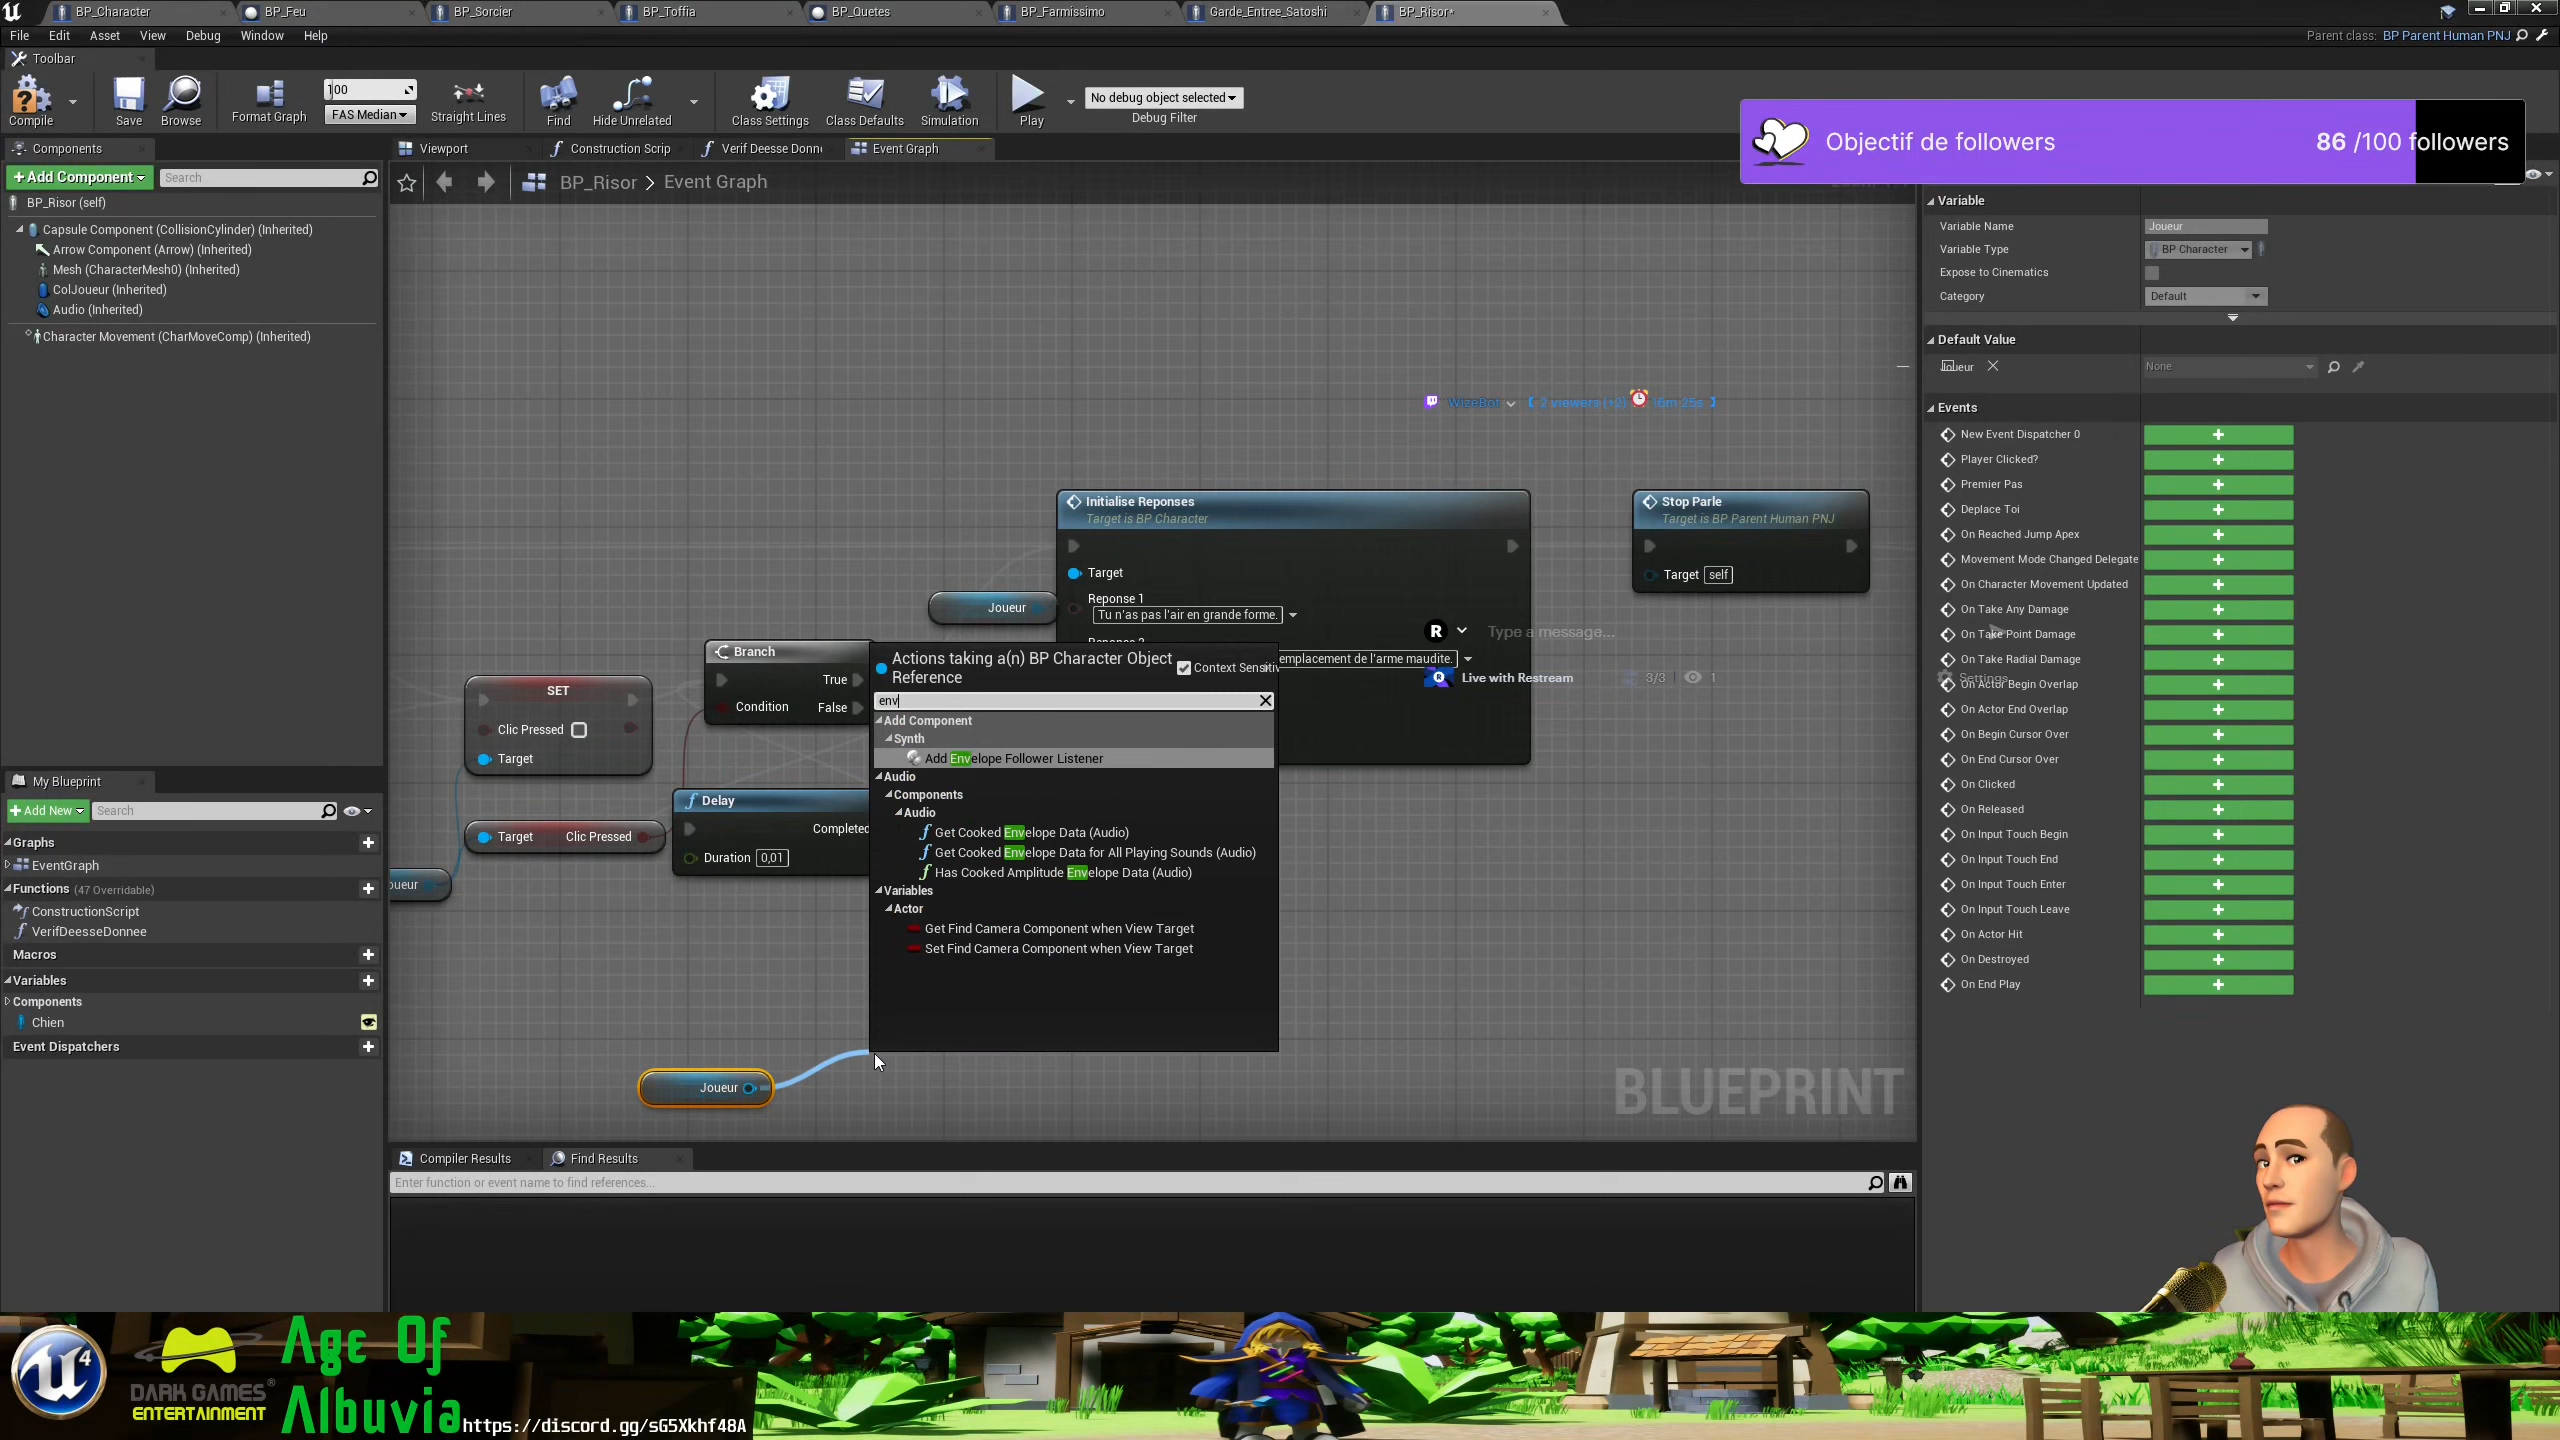 BP_Character
BP_Feu
BP_Sorcier
BP_Toffia
BP_Quetes
BP_Farmissimo
Garde_Entree_Satoshi
BP_Risor*
File Edit Asset View Debug Window Help
Parent class: BP Parent Human PNJ
Toolbar
Compile
Save
Browse
Format Graph
100
FAS Median
Straight Lines
Find
Hide Unrelated
Class Settings
Class Defaults
Simulation
Play
No debug object selected
Debug Filter
Objectif de followers
86 /100 followers
Components
+Add Component
Search
BP_Risor (self)
Capsule Component (CollisionCylinder) (Inherited)
Arrow Component (Arrow) (Inherited)
Mesh (CharacterMesh0) (Inherited)
ColJoueur (Inherited)
Audio (Inherited)
Character Movement (CharMoveComp) (Inherited)
My Blueprint
+Add New
Search
Graphs
EventGraph
Functions (40 Overridable)
ConstructionScript
VerifDeesseDonnee
Macros
Variables
Components
Chien
Event Dispatchers
Viewport
Construction Scrip
Verif Deesse Donn
Event Graph
BP_Risor > Event Graph
WizeBot
[ 2 viewers (+2) 16m 25s ]
Initialise Reponses
Target is BP Character
Target
Reponse 1
Tu n'as pas l'air en grande forme.
emplacement de l'arme maudite.
Stop Parle
Target is BP Parent Human PNJ
Target self
Joueur
R
Type a message...
Live with Restream
3/3
1
Settings
Branch
True
Condition
False
SET
Clic Pressed
Target
Target
Clic Pressed
Delay
Completed
Duration 0,01
oueur
Joueur
Actions taking a(n) BP Character Object
Reference
Context Sensitiv
env
Add Component
Synth
Add Envelope Follower Listener
Audio
Components
Audio
Get Cooked Envelope Data (Audio)
Get Cooked Envelope Data for All Playing Sounds (Audio)
Has Cooked Amplitude Envelope Data (Audio)
Variables
Actor
Get Find Camera Component when View Target
Set Find Camera Component when View Target
BLUEPRINT
Compiler Results
Find Results
Enter function or event name to find references...
Variable
Variable Name
Joueur
Variable Type
BP Character
Expose to Cinematics
Category
Default
Default Value
Joueur
None
Events
New Event Dispatcher 0
Player Clicked?
Premier Pas
Deplace Toi
On Reached Jump Apex
Movement Mode Changed Delegate
On Character Movement Updated
On Take Any Damage
On Take Point Damage
On Take Radial Damage
On Actor Begin Overlap
On Actor End Overlap
On Begin Cursor Over
On End Cursor Over
On Clicked
On Released
On Input Touch Begin
On Input Touch End
On Input Touch Enter
On Input Touch Leave
On Actor Hit
On Destroyed
On End Play
4
DARK GAMES®
ENTERTAINMENT
Age Of
Albuvia
https://discord.gg/sG5Xkhf48A